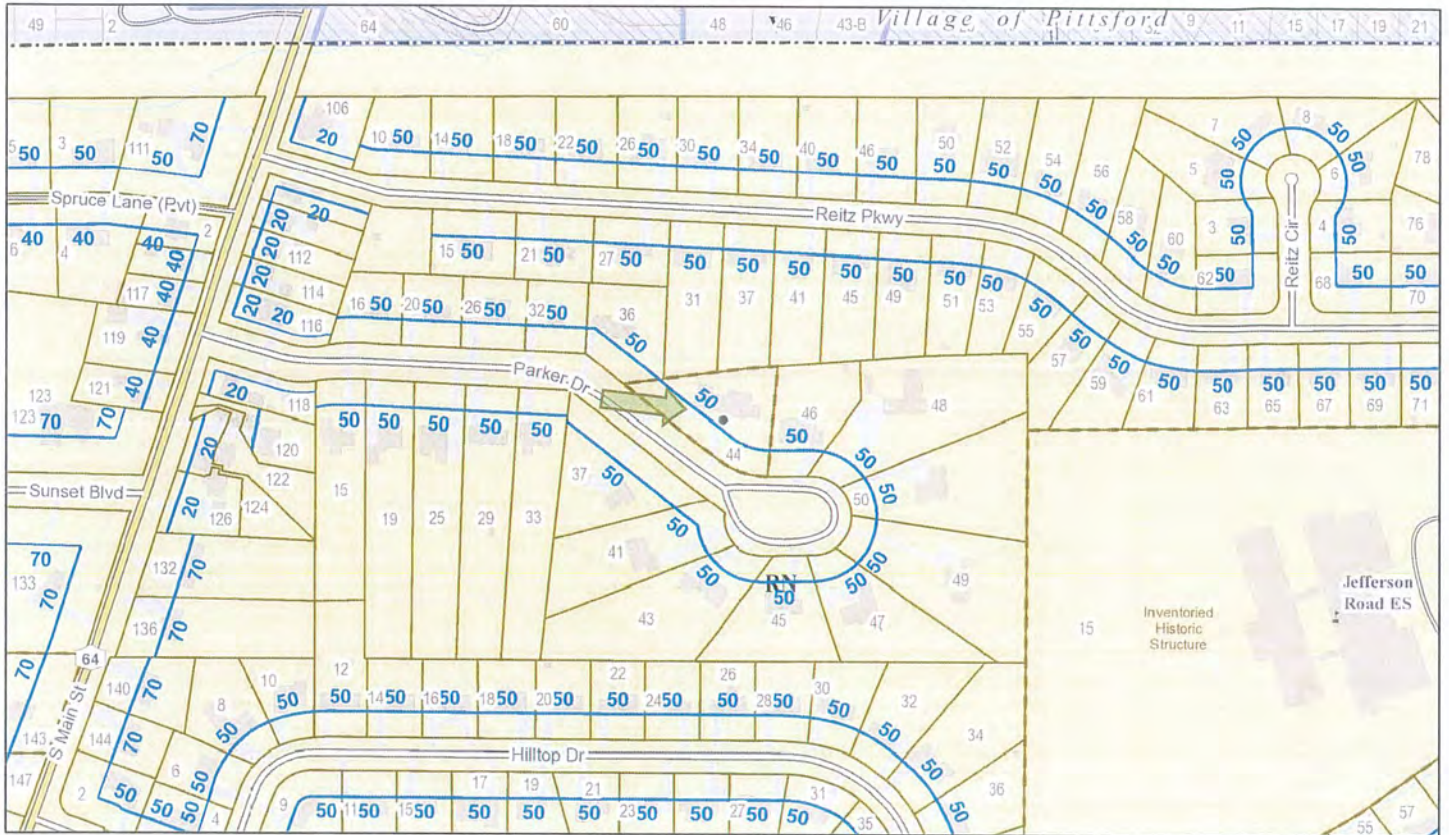 49 2 64 60 48 46 43-B Village of Pittsford 9 11 15 17 19 21
106
70
20
5 50 3 50 111 50
10 50 14 50 18 50 22 50 26 50 30 50 34 50 40 50 46 50 50 50 52 50 54 50 56 50
7 8 50 50 50 5 50 6 78
Spruce Lane (Pvt)
20 20 2
Reitz Pkwy
58 50 60 50 3 50 4 50 76
6 40 4 40 40 40
20 112
15 50 21 50 27 50 50 50 50 50 50 50 50
Reitz Cir
117 40 20 114
62 50 68 50 50 70
20 20 116
16 50 20 50 26 50 32 50 36
31 37 41 45 49 51 53 55
50 50
119 40
121 40
Parker Dr
50
57 59 50 61 50 63 50 65 50 67 50 69 50 71 50
123
123 70 70
20 118
50 50 50 50 50
50 46 48
44 50
20 120
122
124
126
20
Sunset Blvd
15 19 25 29 33
37 50
50
50 50
41 50
50 50
RN
50
49
70
133 70
132 70
136 70
43 45 47
15
Inventoried
Historic
Structure
Jefferson
Road ES
64
70
S Main St
140 70
8 10 50
12 50 14 50 16 50 18 50 20 50 22 50 24 50 26 50 28 50 30 50 32 50
34
143 144 70
6 50 50
Hilltop Dr
50 36
147 2 50 50 50 4
9 50 11 50 15 50 17 50 19 50 21 50 23 50 27 50 31 35
50
55 57